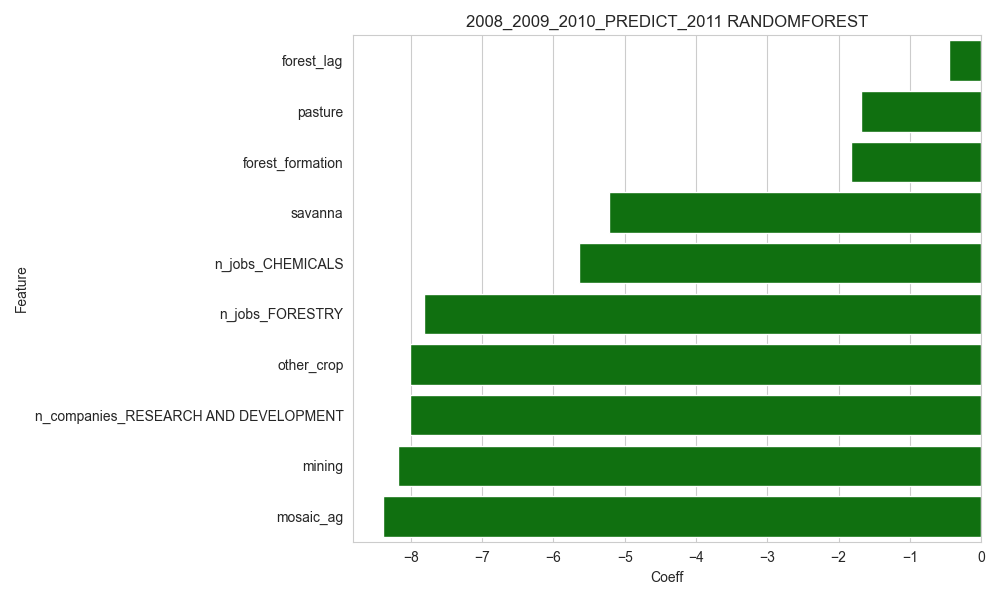 2008_2009_2010_PREDICT_2011 RANDOMFOREST
Feature
forest_lag
pasture
forest_formation
savanna
n_jobs_CHEMICALS
n_jobs_FORESTRY
other_crop
n_companies_RESEARCH AND DEVELOPMENT
mining
mosaic_ag
−8 −7 −6 −5 −4 −3 −2 −1 0
Coeff